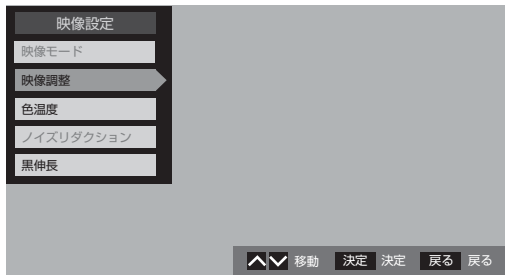 映像設定
映像モード
映像調整
色温度
ノイズリダクション
黒伸長
移動 決定 決定 戻る 戻る